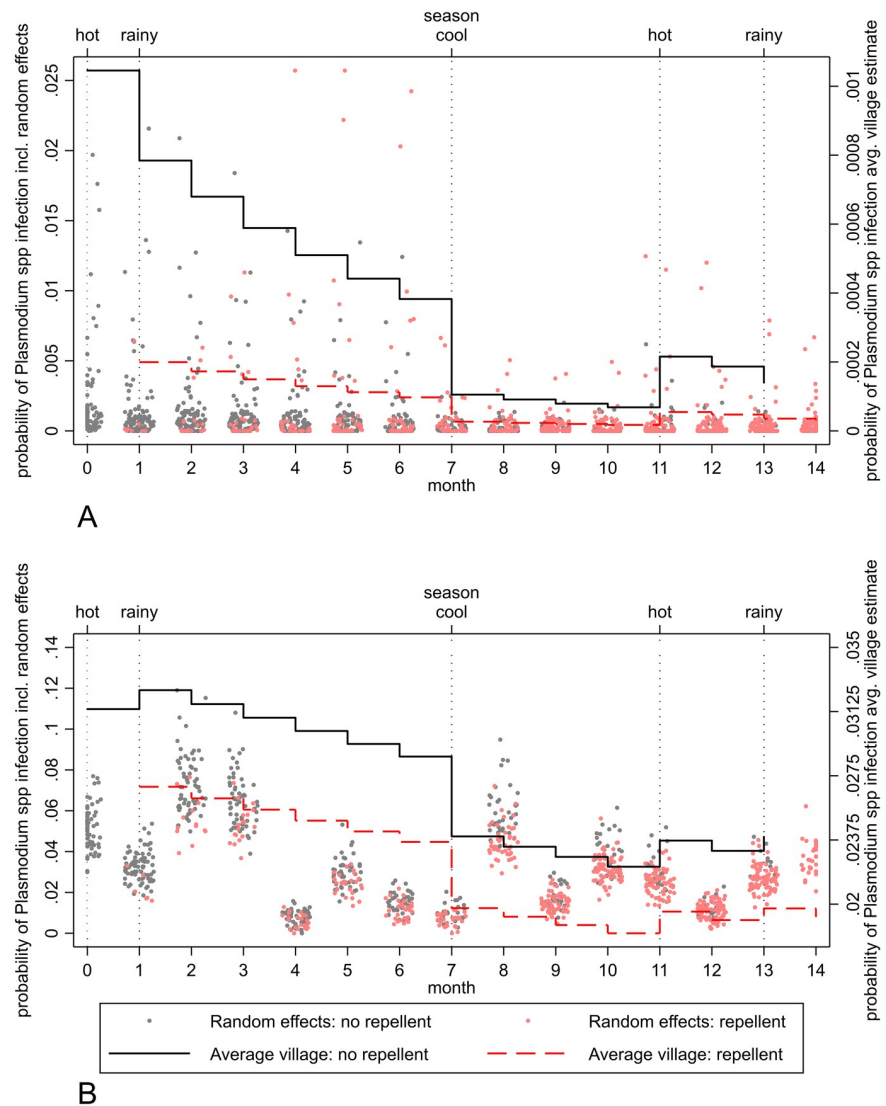 season
hot rainy cool hot rainy
probability of Plasmodium spp infection incl. random effects
.025
.02
.015
.01
.005
0
.001
.0008
.0006
.0004
.0002
0
probability of Plasmodium spp infection avg. village estimate
0 1 2 3 4 5 6 7 8 9 10 11 12 13 14
month
A
season
hot rainy cool hot rainy
probability of Plasmodium spp infection incl. random effects
.14
.12
.1
.08
.06
.04
.02
0
.035
.03125
.0275
.02375
.02
probability of Plasmodium spp infection avg. village estimate
0 1 2 3 4 5 6 7 8 9 10 11 12 13 14
month
Random effects: no repellent Random effects: repellent
Average village: no repellent Average village: repellent
B